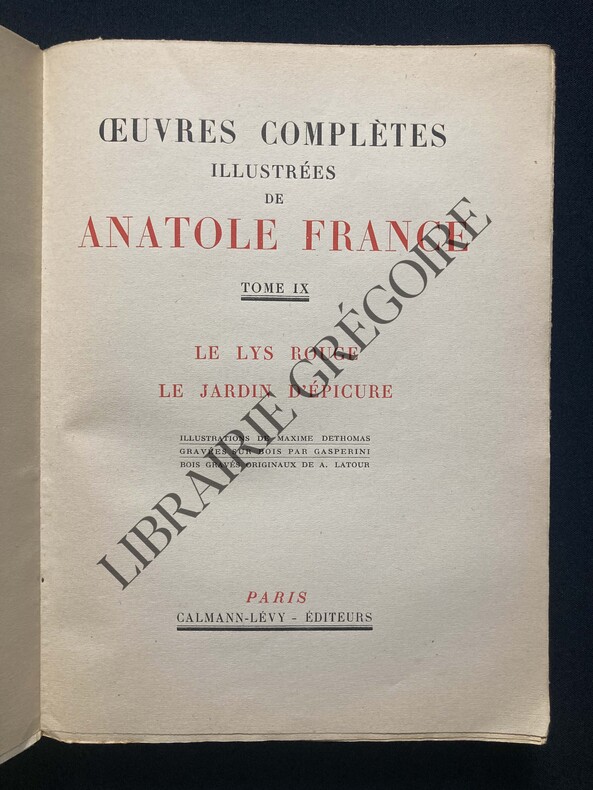 ŒUVRES COMPLÈTES
ILLUSTRÉES
DE
ANATOLE FRANCE
TOME IX
LE LYS ROUGE
LE JARDIN D'ÉPICURE
ILLUSTRATIONS DE MAXIME DETHOMAS
GRAVÉES SUR BOIS PAR GASPERINI
BOIS GRAVÉS ORIGINAUX DE A. LATOUR
PARIS
CALMANN-LÉVY - ÉDITEURS
LIBRAIRIE GRÉGOIRE